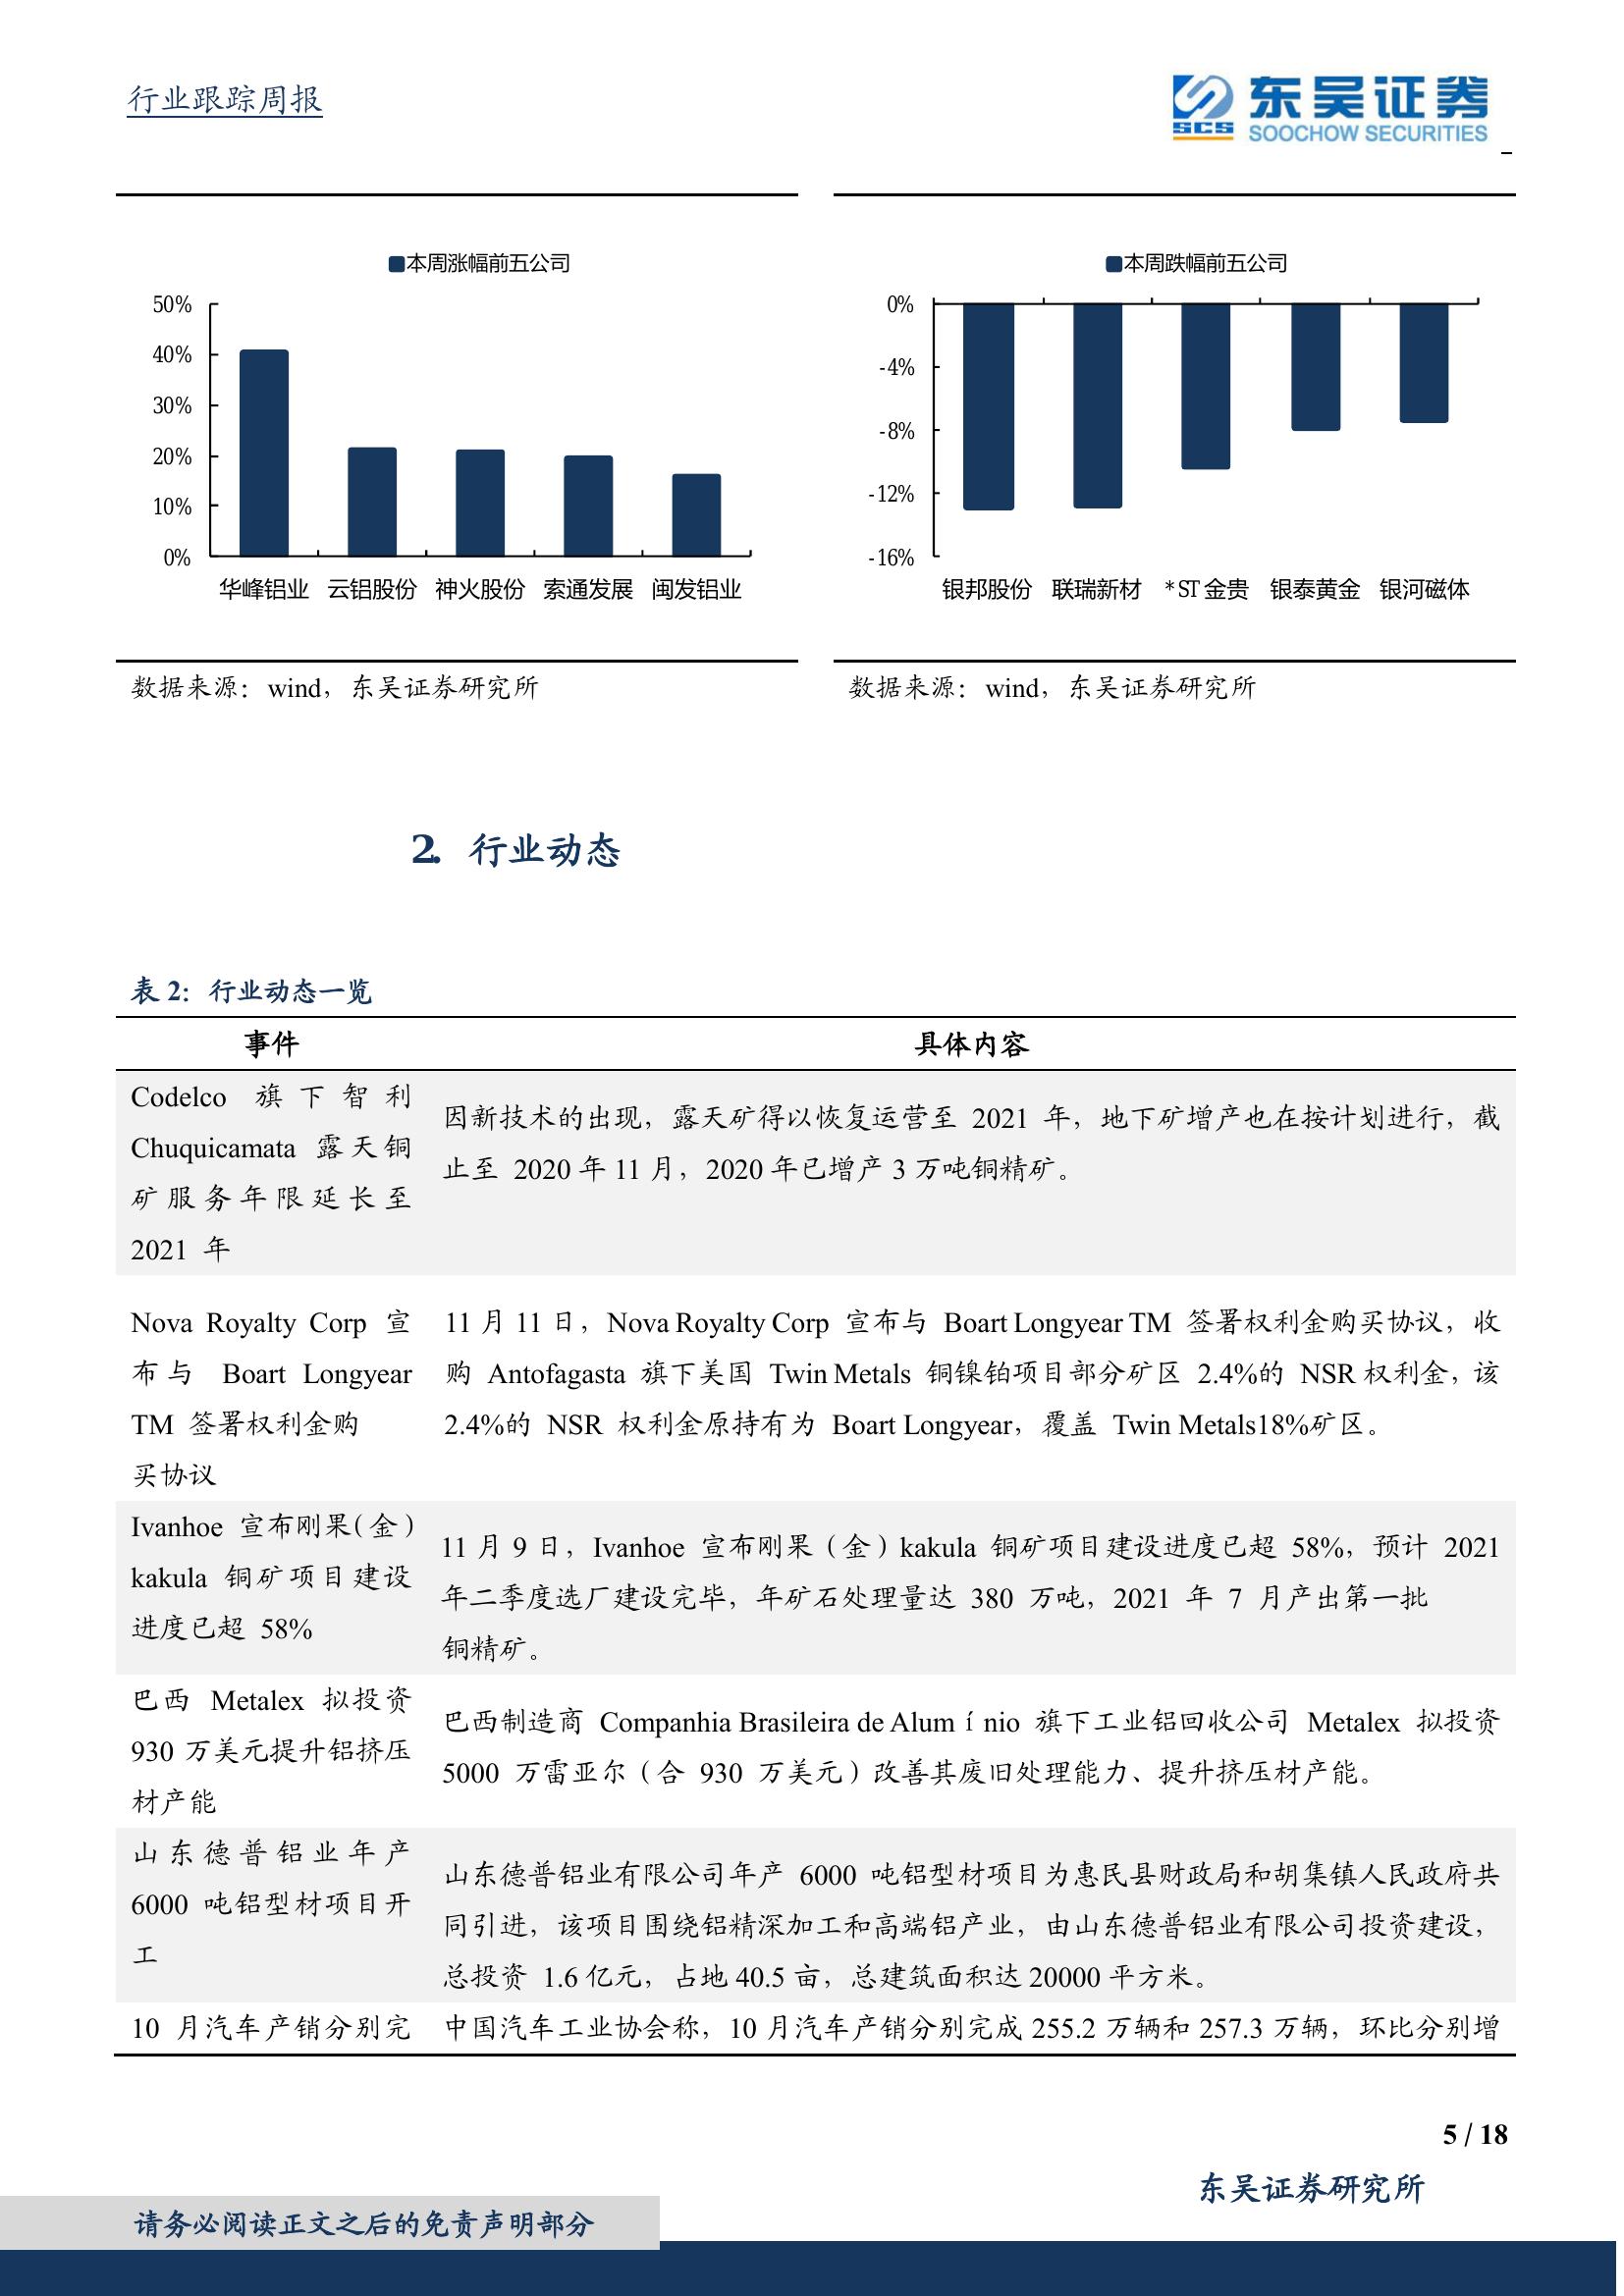 行业跟踪周报
东吴证券
SCS
SOOCHOW SECURITIES
本周涨幅前五公司
50%
40%
30%
20%
10%
0%
华峰铝业 云铝股份 神火股份 索通发展 闽发铝业
本周跌幅前五公司
0%
-4%
-8%
-12%
-16%
银邦股份 联瑞新材 *ST金贵 银泰黄金 银河磁体
数据来源：wind，东吴证券研究所
数据来源：wind，东吴证券研究所
2. 行业动态
表 2：行业动态一览
事件 具体内容
Codelco 旗下智利
Chuquicamata 露天铜
矿服务年限延长至
2021 年
因新技术的出现，露天矿得以恢复运营至 2021 年，地下矿增产也在按计划进行，截
止至 2020 年 11 月，2020 年已增产 3 万吨铜精矿。
Nova Royalty Corp 宣
布与 Boart Longyear
TM 签署权利金购
买协议
11 月 11 日，Nova Royalty Corp 宣布与 Boart Longyear TM 签署权利金购买协议，收
购 Antofagasta 旗下美国 Twin Metals 铜镍铂项目部分矿区 2.4%的 NSR 权利金，该
2.4%的 NSR 权利金原持有为 Boart Longyear，覆盖 Twin Metals18%矿区。
Ivanhoe 宣布刚果（金）
kakula 铜矿项目建设
进度已超 58%
11 月 9 日，Ivanhoe 宣布刚果（金）kakula 铜矿项目建设进度已超 58%，预计 2021
年二季度选厂建设完毕，年矿石处理量达 380 万吨，2021 年 7 月产出第一批
铜精矿。
巴西 Metalex 拟投资
930 万美元提升铝挤压
材产能
巴西制造商 Companhia Brasileira de Alumínio 旗下工业铝回收公司 Metalex 拟投资
5000 万雷亚尔（合 930 万美元）改善其废旧处理能力、提升挤压材产能。
山东德普铝业年产
6000 吨铝型材项目开
工
山东德普铝业有限公司年产 6000 吨铝型材项目为惠民县财政局和胡集镇人民政府共
同引进，该项目围绕铝精深加工和高端铝产业，由山东德普铝业有限公司投资建设，
总投资 1.6 亿元，占地 40.5 亩，总建筑面积达 20000 平方米。
10 月汽车产销分别完
中国汽车工业协会称，10 月汽车产销分别完成 255.2 万辆和 257.3 万辆，环比分别增
5 / 18
东吴证券研究所
请务必阅读正文之后的免责声明部分